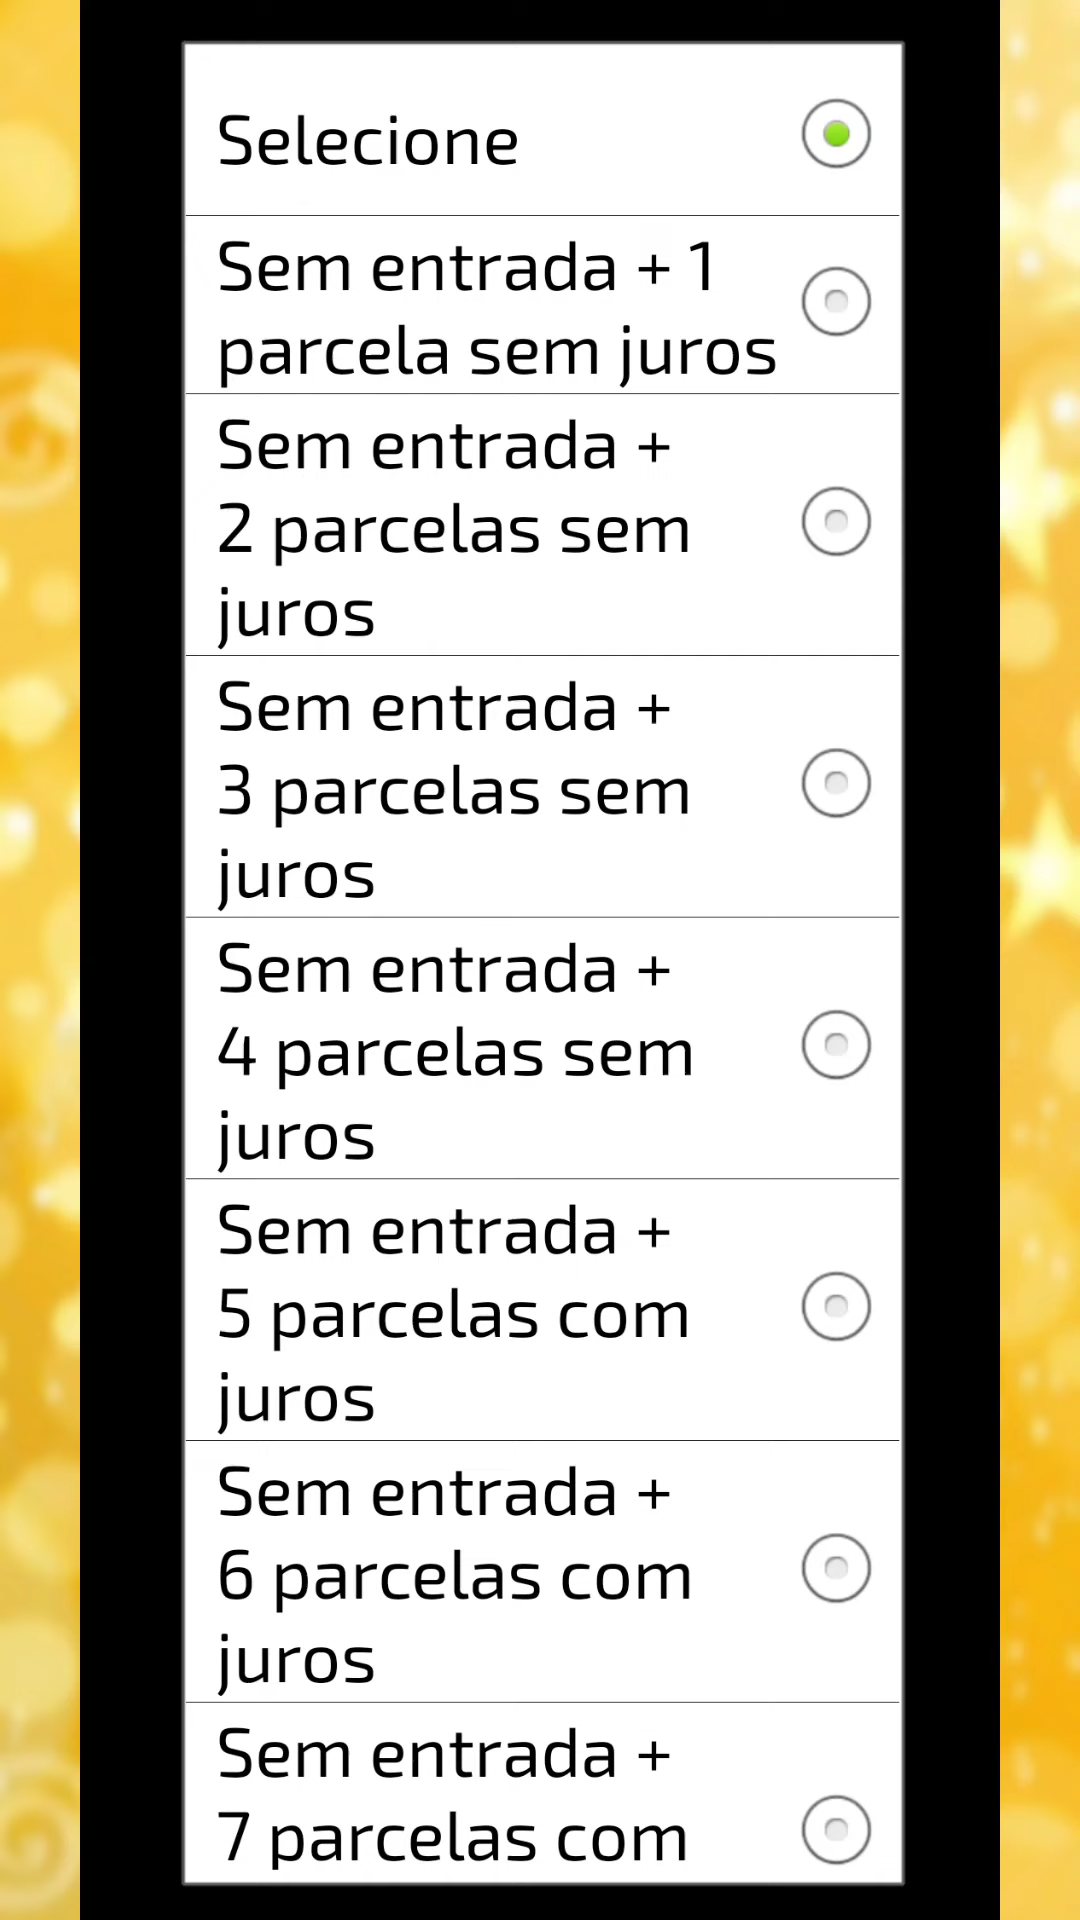 Selecione
Sem entrada + 1
parcela sem juros
Sem entrada +
2 parcelas sem
juros
Sem entrada +
3 parcelas sem
juros
Sem entrada +
4 parcelas sem
juros
Sem entrada +
5 parcelas com
juros
Sem entrada +
6 parcelas com
juros
Sem entrada +
7 parcelas com